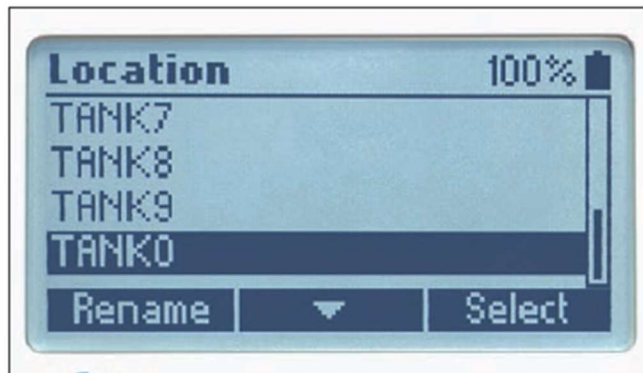 Location 100%
TANK7
TANK8
TANK9
TANK0
Rename Select